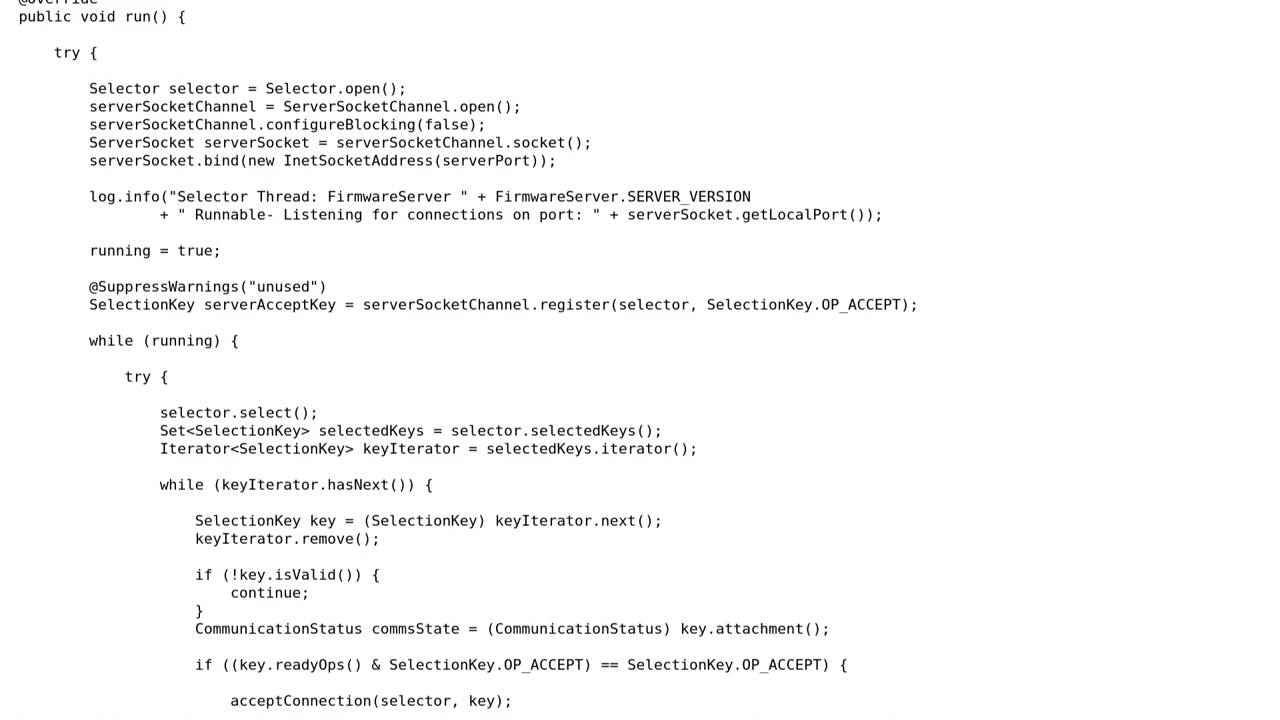 @Override
public void run() {
try {
Selector selector = Selector.open();
serverSocketChannel = ServerSocketChannel.open();
serverSocketChannel.configureBlocking(false);
ServerSocket serverSocket = serverSocketChannel.socket();
serverSocket.bind(new InetSocketAddress(serverPort));
log.info("Selector Thread: FirmwareServer " + FirmwareServer.SERVER_VERSION
+ " Runnable- Listening for connections on port: " + serverSocket.getLocalPort());
running = true;
@SuppressWarnings("unused")
SelectionKey serverAcceptKey = serverSocketChannel.register(selector, SelectionKey.OP_ACCEPT);
while (running) {
try {
selector.select();
Set<SelectionKey> selectedKeys = selector.selectedKeys();
Iterator<SelectionKey> keyIterator = selectedKeys.iterator();
while (keyIterator.hasNext()) {
SelectionKey key = (SelectionKey) keyIterator.next();
keyIterator.remove();
if (!key.isValid()) {
continue;
}
CommunicationStatus commsState = (CommunicationStatus) key.attachment();
if ((key.readyOps() & SelectionKey.OP_ACCEPT) == SelectionKey.OP_ACCEPT) {
acceptConnection(selector, key);